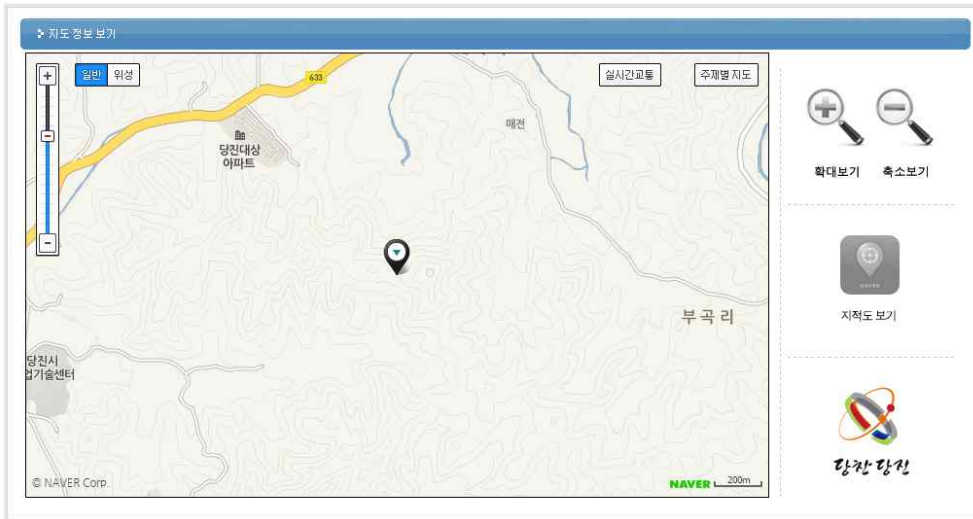 지도 정보 보기
일반 위성
633
실시간교통
주제별지도
당진대상
아파트
매전
부곡리
당진시
업기술센터
© NAVER Corp.
NAVER
200m
확대보기
축소보기
NAVER
지적도 보기
당찬당진